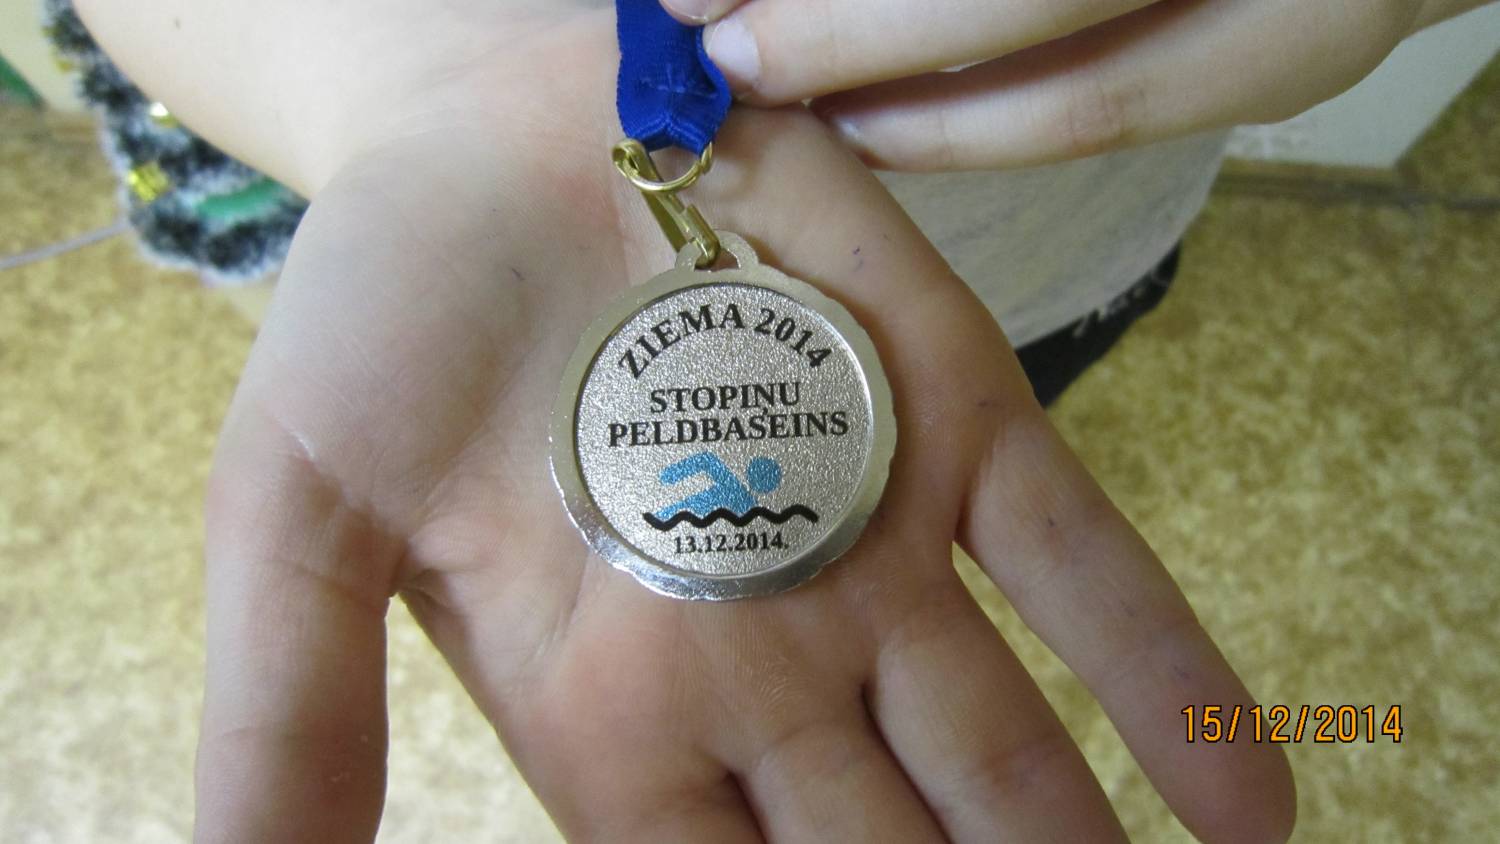 ZIEMA 2014
STOPIŅU
PELDBASEINS
13.12.2014.
15/12/2014